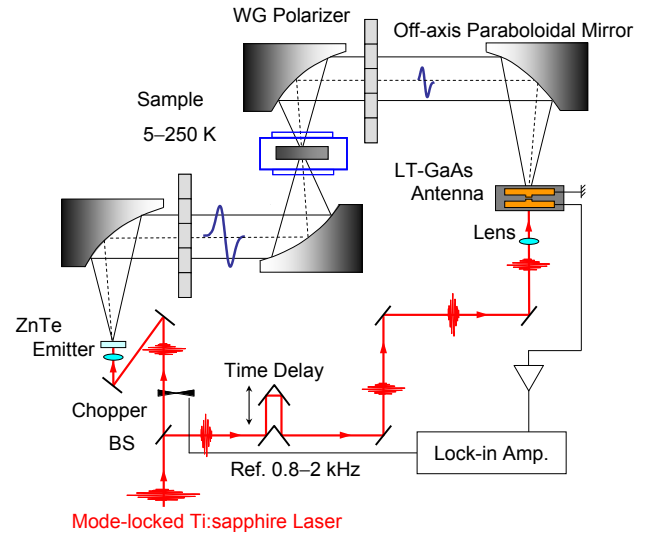 WG Polarizer
Off-axis Paraboloidal Mirror
Sample
5–250 K
LT-GaAs
Antenna
Lens
ZnTe
Emitter
Time Delay
Chopper
BS
Lock-in Amp.
Ref. 0.8–2 kHz
Mode-locked Ti:sapphire Laser